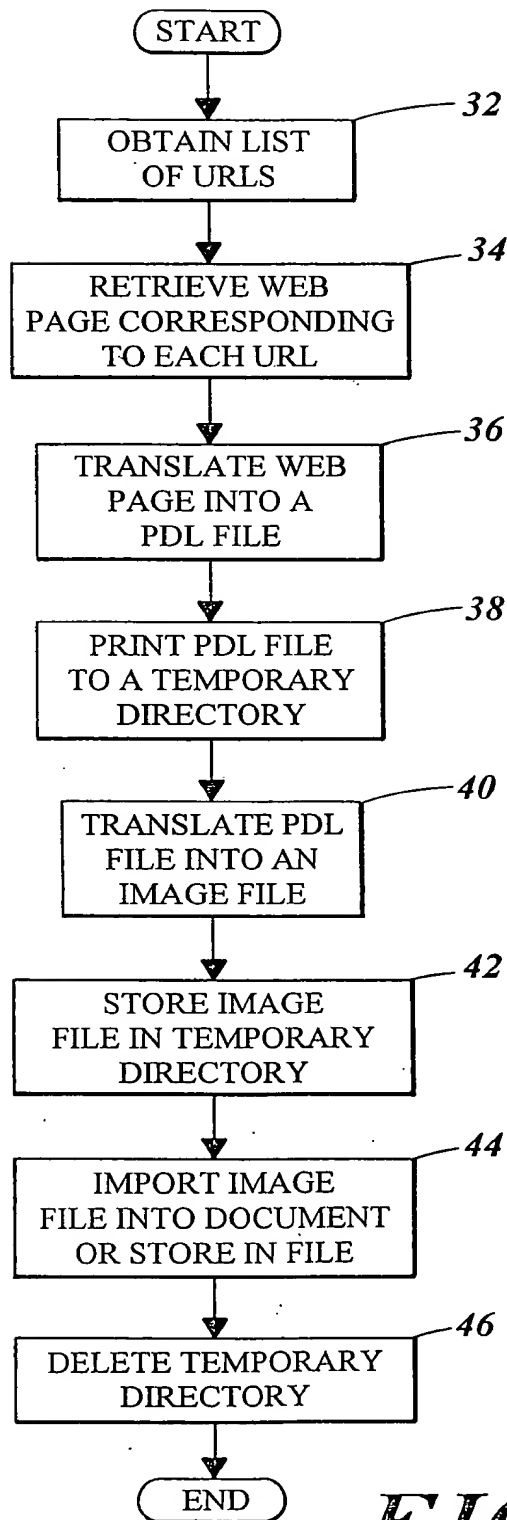 START
32
OBTAIN LIST
OF URLS
34
RETRIEVE WEB
PAGE CORRESPONDING
TO EACH URL
36
TRANSLATE WEB
PAGE INTO A
PDL FILE
38
PRINT PDL FILE
TO A TEMPORARY
DIRECTORY
40
TRANSLATE PDL
FILE INTO AN
IMAGE FILE
42
STORE IMAGE
FILE IN TEMPORARY
DIRECTORY
44
IMPORT IMAGE
FILE INTO DOCUMENT
OR STORE IN FILE
46
DELETE TEMPORARY
DIRECTORY
END